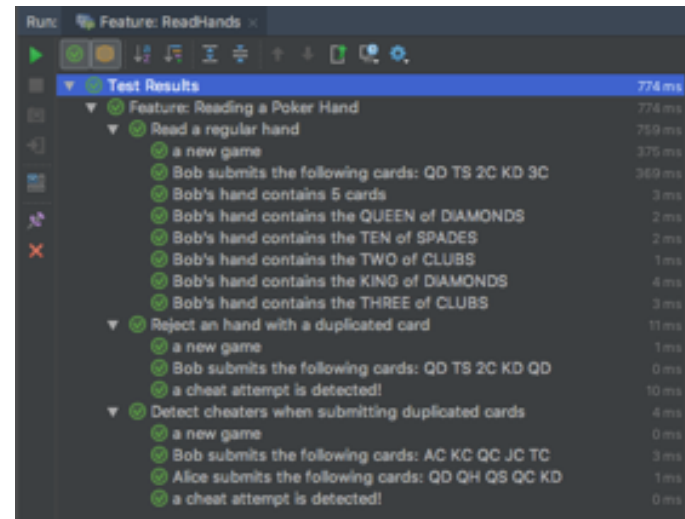 Run: Feature: ReadHands ×
Test Results 774 ms
Feature: Reading a Poker Hand 774 ms
Read a regular hand 759 ms
a new game 375 ms
Bob submits the following cards: QD TS 2C KD 3C 369 ms
Bob's hand contains 5 cards 3 ms
Bob's hand contains the QUEEN of DIAMONDS 2 ms
Bob's hand contains the TEN of SPADES 2 ms
Bob's hand contains the TWO of CLUBS 1 ms
Bob's hand contains the KING of DIAMONDS 4 ms
Bob's hand contains the THREE of CLUBS 3 ms
Reject an hand with a duplicated card 11 ms
a new game 1 ms
Bob submits the following cards: QD TS 2C KD QD 0 ms
a cheat attempt is detected! 10 ms
Detect cheaters when submitting duplicated cards 4 ms
a new game 0 ms
Bob submits the following cards: AC KC QC JC TC 3 ms
Alice submits the following cards: QD QH QS QC KD 1 ms
a cheat attempt is detected! 0 ms